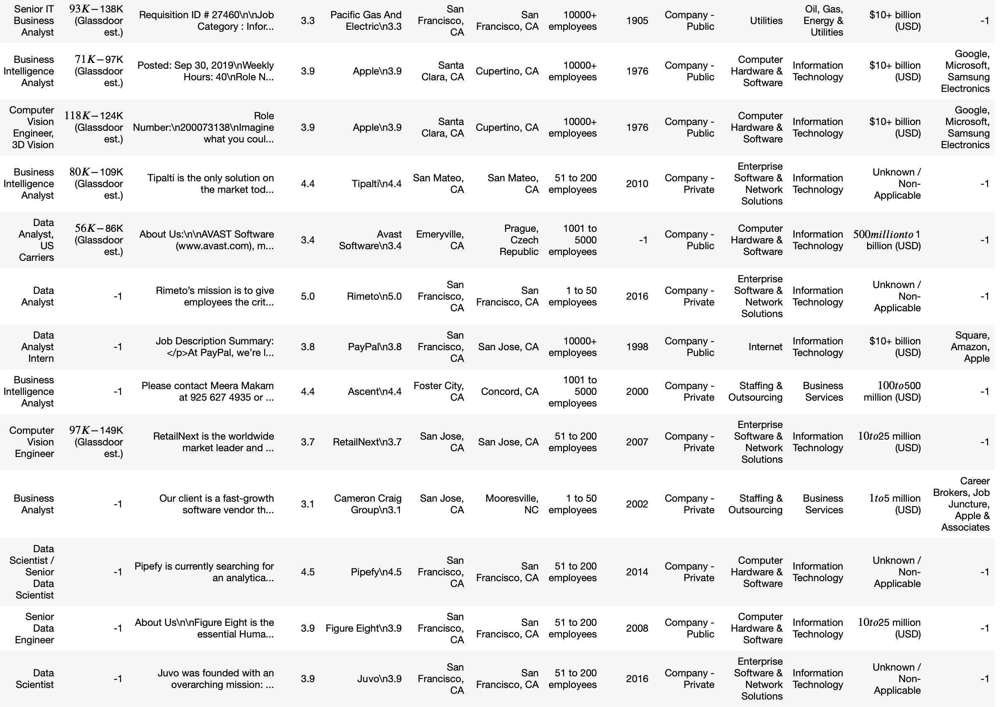 Senior IT Business Analyst 93K−138K (Glassdoor est.) Requisition ID # 27460\n\nJob Category : Infor... 3.3 Pacific Gas And Electric\n3.3 San Francisco, CA San Francisco, CA 10000+ employees 1905 Company - Public Utilities Oil, Gas, Energy & Utilities $10+ billion (USD) -1
Business Intelligence Analyst 71K−97K (Glassdoor est.) Posted: Sep 30, 2019\nWeekly Hours: 40\nRole N... 3.9 Apple\n3.9 Santa Clara, CA Cupertino, CA 10000+ employees 1976 Company - Public Computer Hardware & Software Information Technology $10+ billion (USD) Google, Microsoft, Samsung Electronics
Computer Vision Engineer, 3D Vision 118K−124K (Glassdoor est.) Role Number:\n200073138\nImagine what you coul... 3.9 Apple\n3.9 Santa Clara, CA Cupertino, CA 10000+ employees 1976 Company - Public Computer Hardware & Software Information Technology $10+ billion (USD) Google, Microsoft, Samsung Electronics
Business Intelligence Analyst 80K−109K (Glassdoor est.) Tipalti is the only solution on the market tod... 4.4 Tipalti\n4.4 San Mateo, CA San Mateo, CA 51 to 200 employees 2010 Company - Private Enterprise Software & Network Solutions Information Technology Unknown / Non-Applicable -1
Data Analyst, US Carriers 56K−86K (Glassdoor est.) About Us:\n\nAVAST Software (www.avast.com), m... 3.4 Avast Software\n3.4 Emeryville, CA Prague, Czech Republic 1001 to 5000 employees -1 Company - Public Computer Hardware & Software Information Technology 500millionto1 billion (USD) -1
Data Analyst -1 Rimeto’s mission is to give employees the crit... 5.0 Rimeto\n5.0 San Francisco, CA San Francisco, CA 1 to 50 employees 2016 Company - Private Enterprise Software & Network Solutions Information Technology Unknown / Non-Applicable -1
Data Analyst Intern -1 Job Description Summary: </p>At PayPal, we’re l... 3.8 PayPal\n3.8 San Francisco, CA San Jose, CA 10000+ employees 1998 Company - Public Internet Information Technology $10+ billion (USD) Square, Amazon, Apple
Business Intelligence Analyst -1 Please contact Meera Makam at 925 627 4935 or ... 4.4 Ascent\n4.4 Foster City, CA Concord, CA 1001 to 5000 employees 2000 Company - Private Staffing & Outsourcing Business Services 100to500 million (USD) -1
Computer Vision Engineer 97K−149K (Glassdoor est.) RetailNext is the worldwide market leader and ... 3.7 RetailNext\n3.7 San Jose, CA San Jose, CA 51 to 200 employees 2007 Company - Private Enterprise Software & Network Solutions Information Technology 10to25 million (USD) -1
Business Analyst -1 Our client is a fast-growth software vendor th... 3.1 Cameron Craig Group\n3.1 San Jose, CA Mooresville, NC 1 to 50 employees 2002 Company - Private Staffing & Outsourcing Business Services 1to5 million (USD) Career Brokers, Job Juncture, Apple & Associates
Data Scientist / Senior Data Scientist -1 Pipefy is currently searching for an analytica... 4.5 Pipefy\n4.5 San Francisco, CA San Francisco, CA 51 to 200 employees 2014 Company - Private Computer Hardware & Software Information Technology Unknown / Non-Applicable -1
Senior Data Engineer -1 About Us\n\nFigure Eight is the essential Huma... 3.9 Figure Eight\n3.9 San Francisco, CA San Francisco, CA 51 to 200 employees 2008 Company - Public Computer Hardware & Software Information Technology 10to25 million (USD) -1
Data Scientist -1 Juvo was founded with an overarching mission: ... 3.9 Juvo\n3.9 San Francisco, CA San Francisco, CA 51 to 200 employees 2016 Company - Private Enterprise Software & Network Solutions Information Technology Unknown / Non-Applicable -1